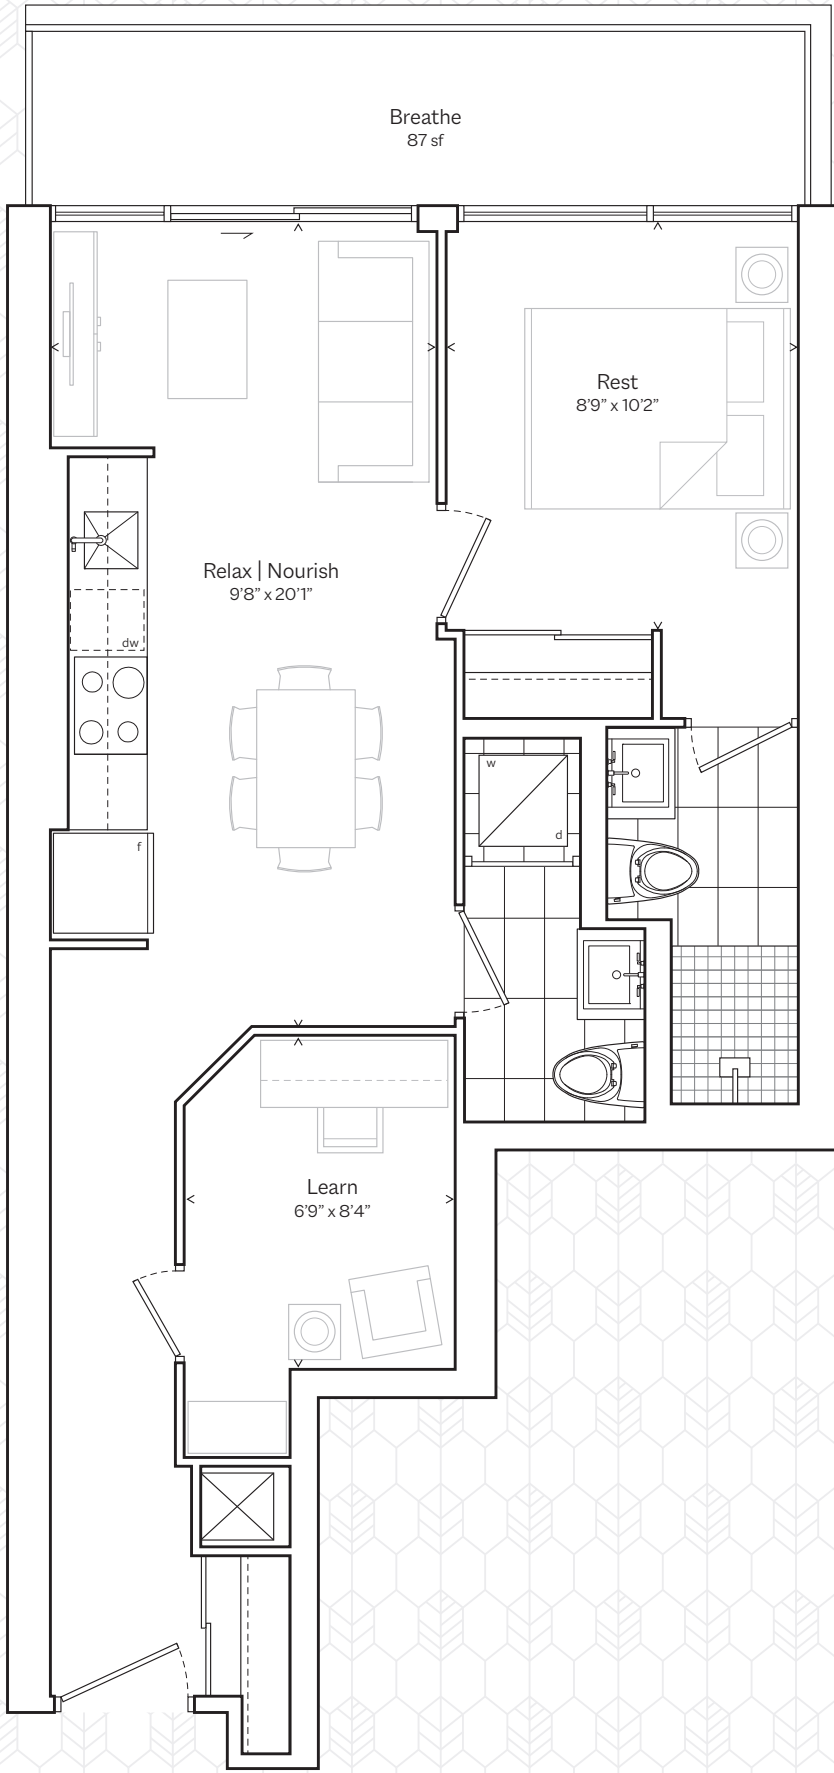 Breathe
87 sf
Rest
8’9” x 10’2”
Relax | Nourish
9’8” x 20’1”
dw
w
d
f
Learn
6’9” x 8’4”